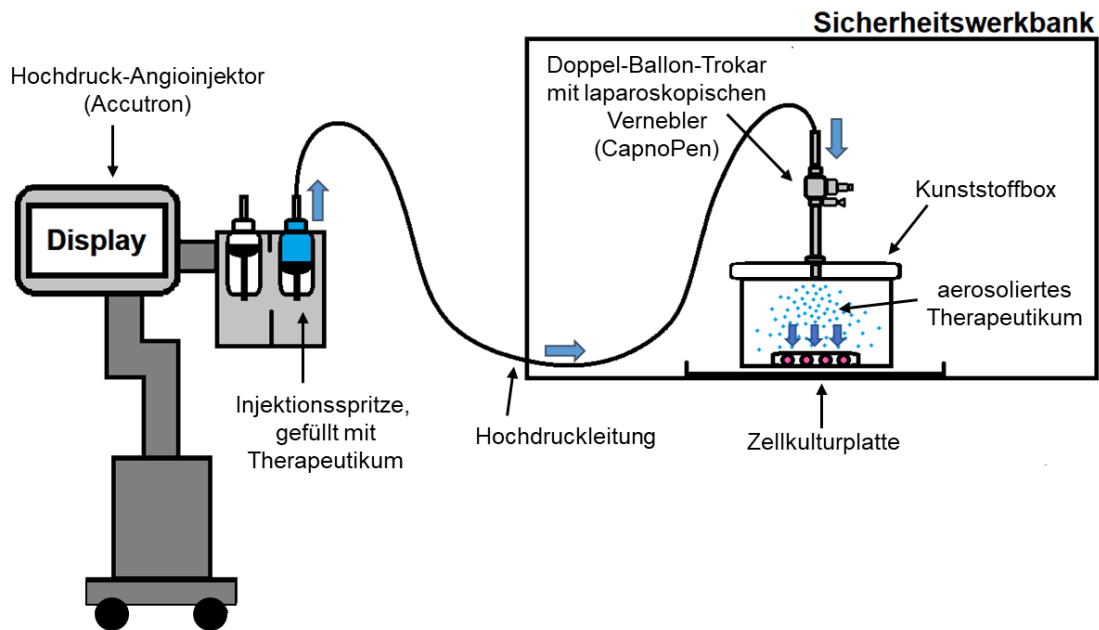 Sicherheitswerkbank
Hochdruck-Angioinjektor
(Accutron)
Doppel-Ballon-Trokar
mit laparoskopischen
Vernebler
(CapnoPen)
Kunststoffbox
Display
aerosoliertes
Therapeutikum
Injektionsspritze,
gefüllt mit
Therapeutikum
Hochdruckleitung
Zellkulturplatte